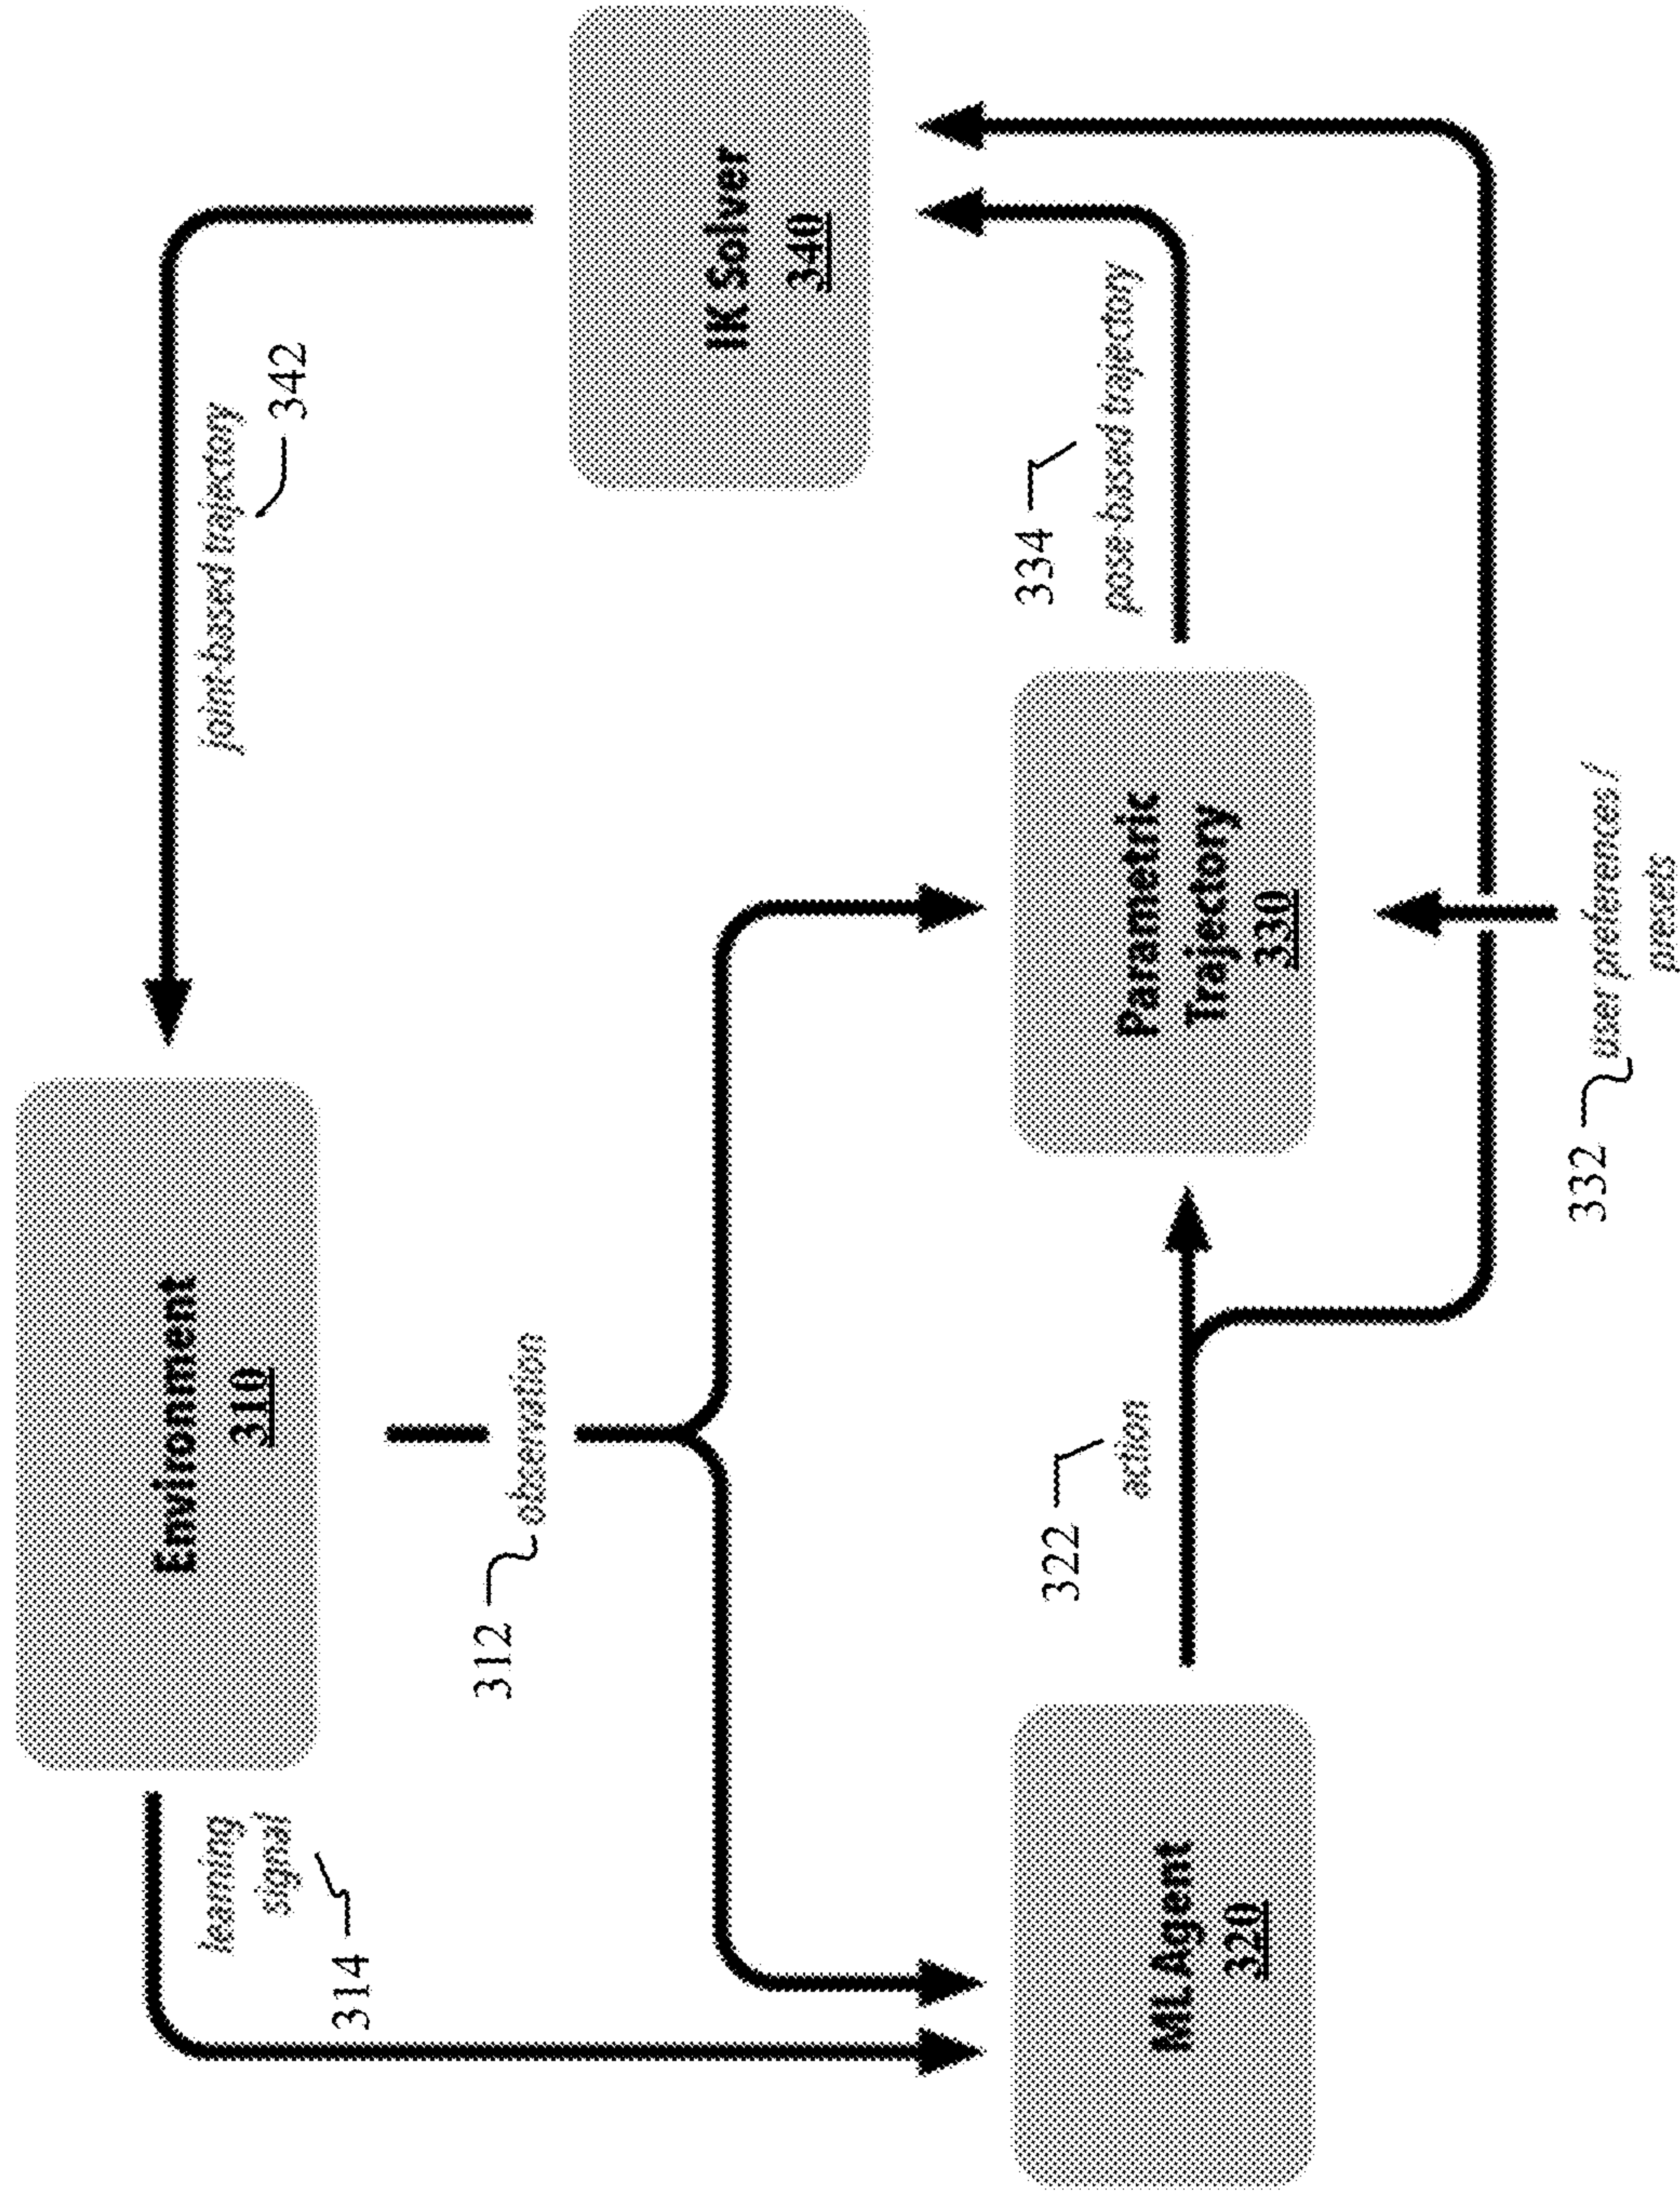 learning
signal
314
Environment
310
joint-based trajectory
342
312
observation
IK Solver
340
322
action
334
pose-based trajectory
ML Agent
320
Parametric
Trajectory
330
332
user preferences /
presets